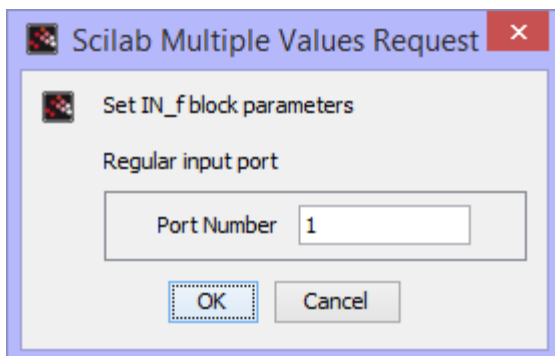 Scilab Multiple Values Request
Set IN_f block parameters
Regular input port
Port Number 1
OK Cancel